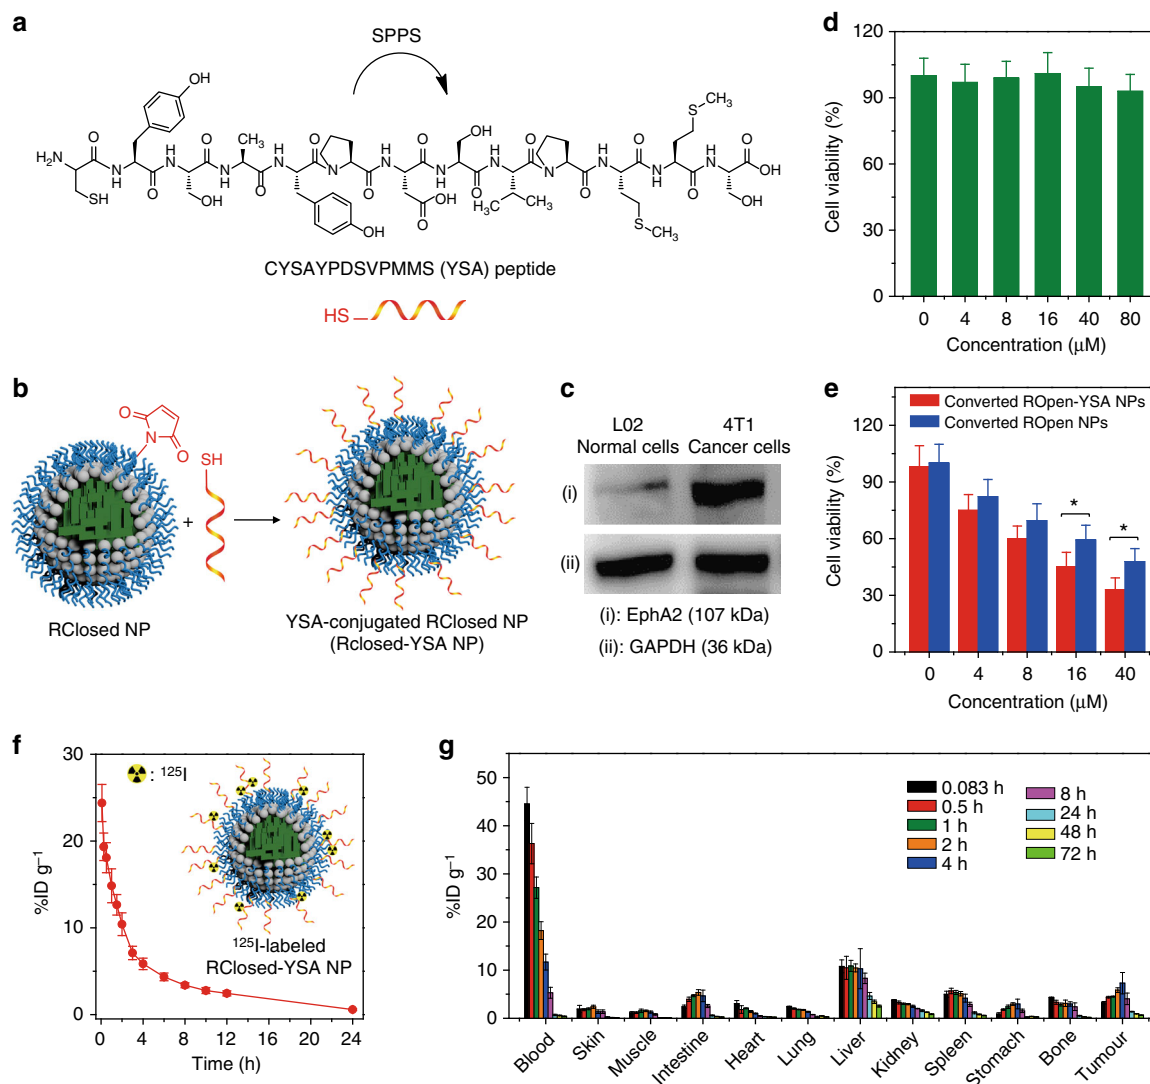 a
SPPS
OH
O
H₂N
SH
N
H
O
OH
H
N
CH₃
O
N
H
O
OH
N
O
H
N
O
OH
O
N
H
OH
O
H
N
H₃C
CH₃
O
N
O
H
N
S
CH₃
O
N
H
S
CH₃
O
H
N
O
OH
OH
CYSAYPDSVPMMS (YSA) peptide
HS
b
O
N
O
SH
+
RClosed NP
YSA-conjugated RClosed NP
(Rclosed-YSA NP)
c
L02
Normal cells
4T1
Cancer cells
(i)
(ii)
(i): EphA2 (107 kDa)
(ii): GAPDH (36 kDa)
d
Cell viability (%)
120
90
60
30
0
0 4 8 16 40 80
Concentration (μM)
e
Converted ROpen-YSA NPs
Converted ROpen NPs
Cell viability (%)
120
90
60
30
0
*
*
0 4 8 16 40
Concentration (μM)
f
%ID g⁻¹
30
20
10
0
: ¹²⁵I
¹²⁵I-labeled
RClosed-YSA NP
0 4 8 12 16 20 24
Time (h)
g
%ID g⁻¹
50
40
30
20
10
0
0.083 h
0.5 h
1 h
2 h
4 h
8 h
24 h
48 h
72 h
Blood Skin Muscle Intestine Heart Lung Liver Kidney Spleen Stomach Bone Tumour